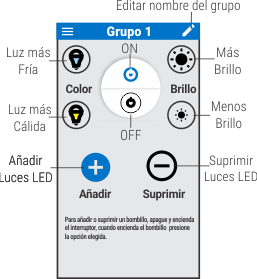 Editar nombre del grupo
Grupo 1
ON
Luz más
Fría
Más
Brillo
Color
Brillo
Luz más
Cálida
Menos
Brillo
OFF
Añadir
Luces LED
Suprimir
Luces LED
Añadir
Suprimir
Para añadir o suprimir un bombillo, apague y encienda
el interruptor, cuando encienda el bombillo presione
la opción elegida.